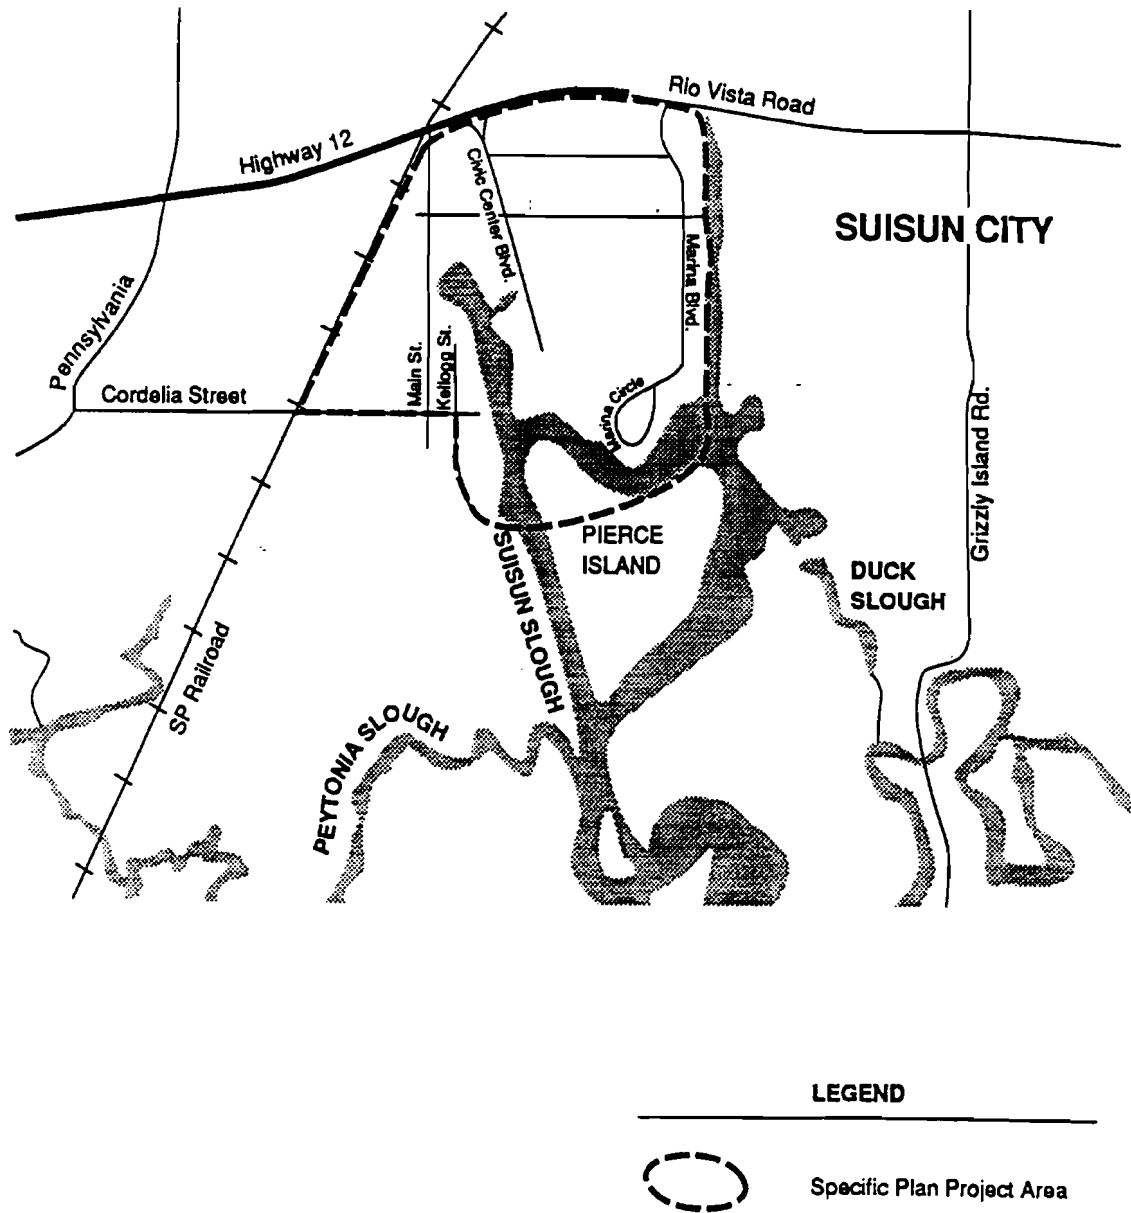 Rio Vista Road
Highway 12
Civic Center Blvd.
SUISUN CITY
Marina Blvd.
Pennsylvania
Main St.
Kellogg St.
Cordelia Street
Marina Circle
Grizzly Island Rd.
PIERCE
ISLAND
SUISUN SLOUGH
DUCK
SLOUGH
SP Railroad
PEYTONIA SLOUGH
LEGEND
Specific Plan Project Area